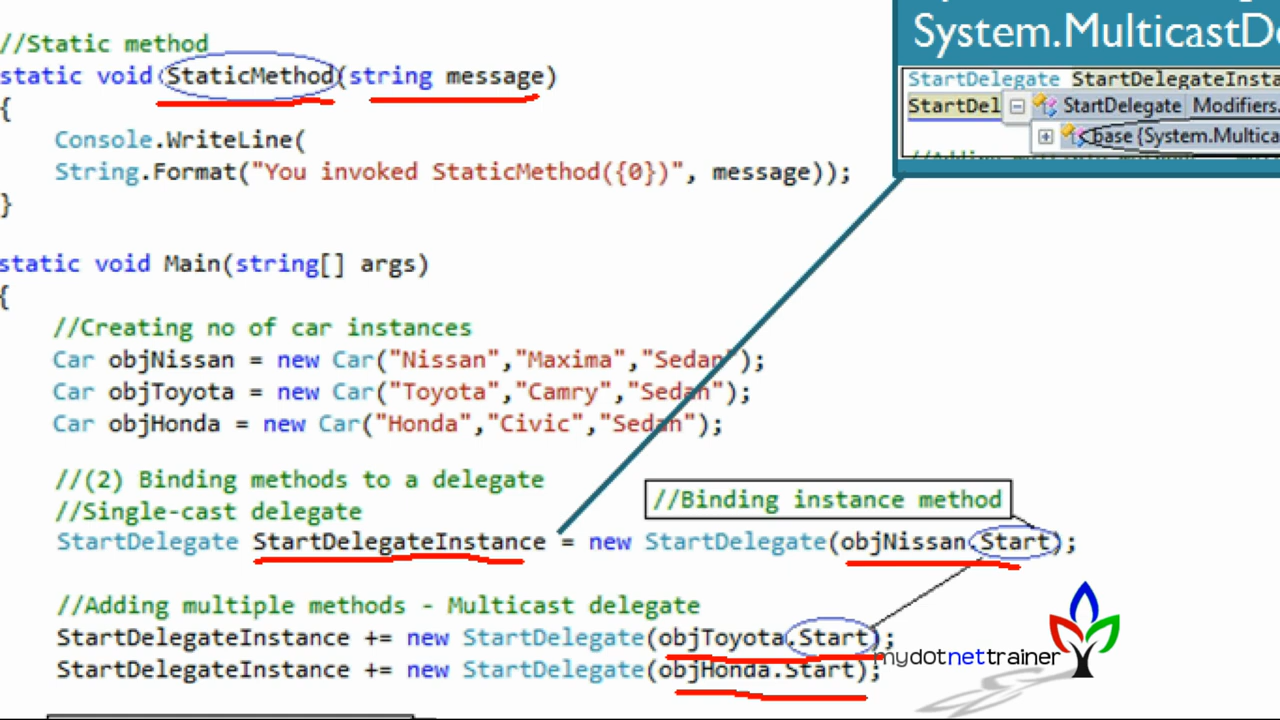 //Static method
static void StaticMethod(string message)
{
Console.WriteLine(
String.Format("You invoked StaticMethod({0})", message));
}
static void Main(string[] args)
{
//Creating no of car instances
Car objNissan = new Car("Nissan","Maxima","Sedan");
Car objToyota = new Car("Toyota","Camry","Sedan");
Car objHonda = new Car("Honda","Civic","Sedan");
//(2) Binding methods to a delegate
//Single-cast delegate
StartDelegate StartDelegateInstance = new StartDelegate(objNissan.Start);
//Adding multiple methods - Multicast delegate
StartDelegateInstance += new StartDelegate(objToyota.Start);
StartDelegateInstance += new StartDelegate(objHonda.Start);
//Binding instance method
System.MulticastDe
StartDelegate StartDelegateInsta
StartDel StartDelegate Modifiers.
base {System.Multica
mydotnettrainer